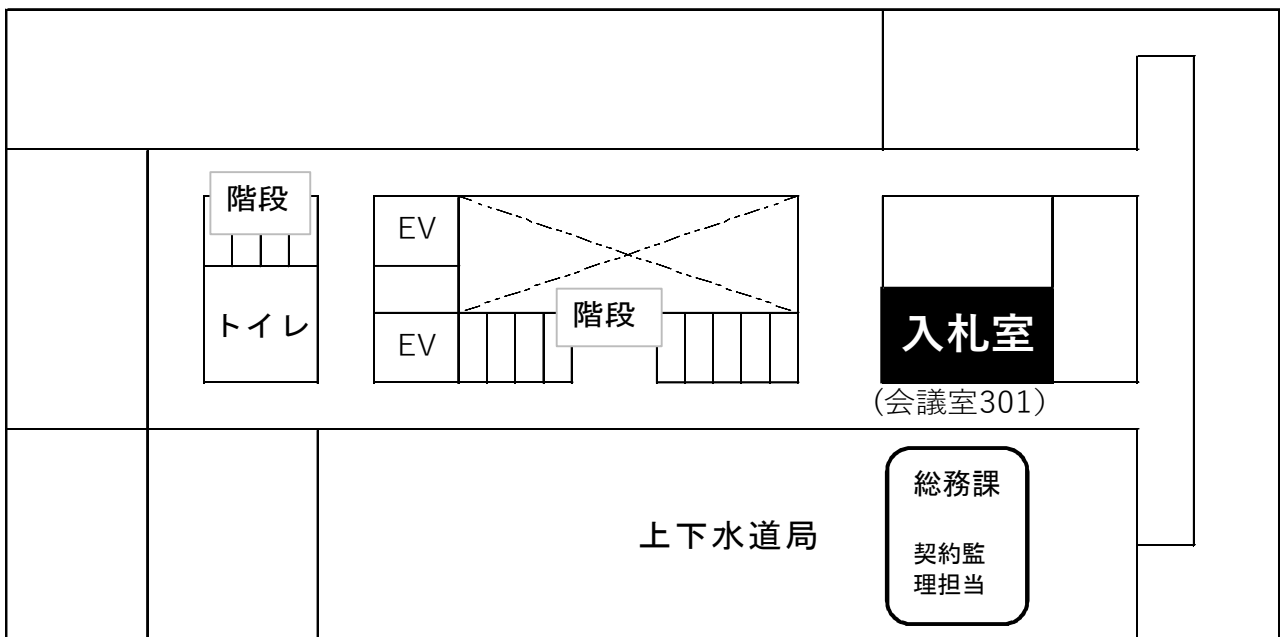 階段
EV
トイレ
EV
階段
入札室
(会議室301)
上下水道局
総務課
契約監
理担当